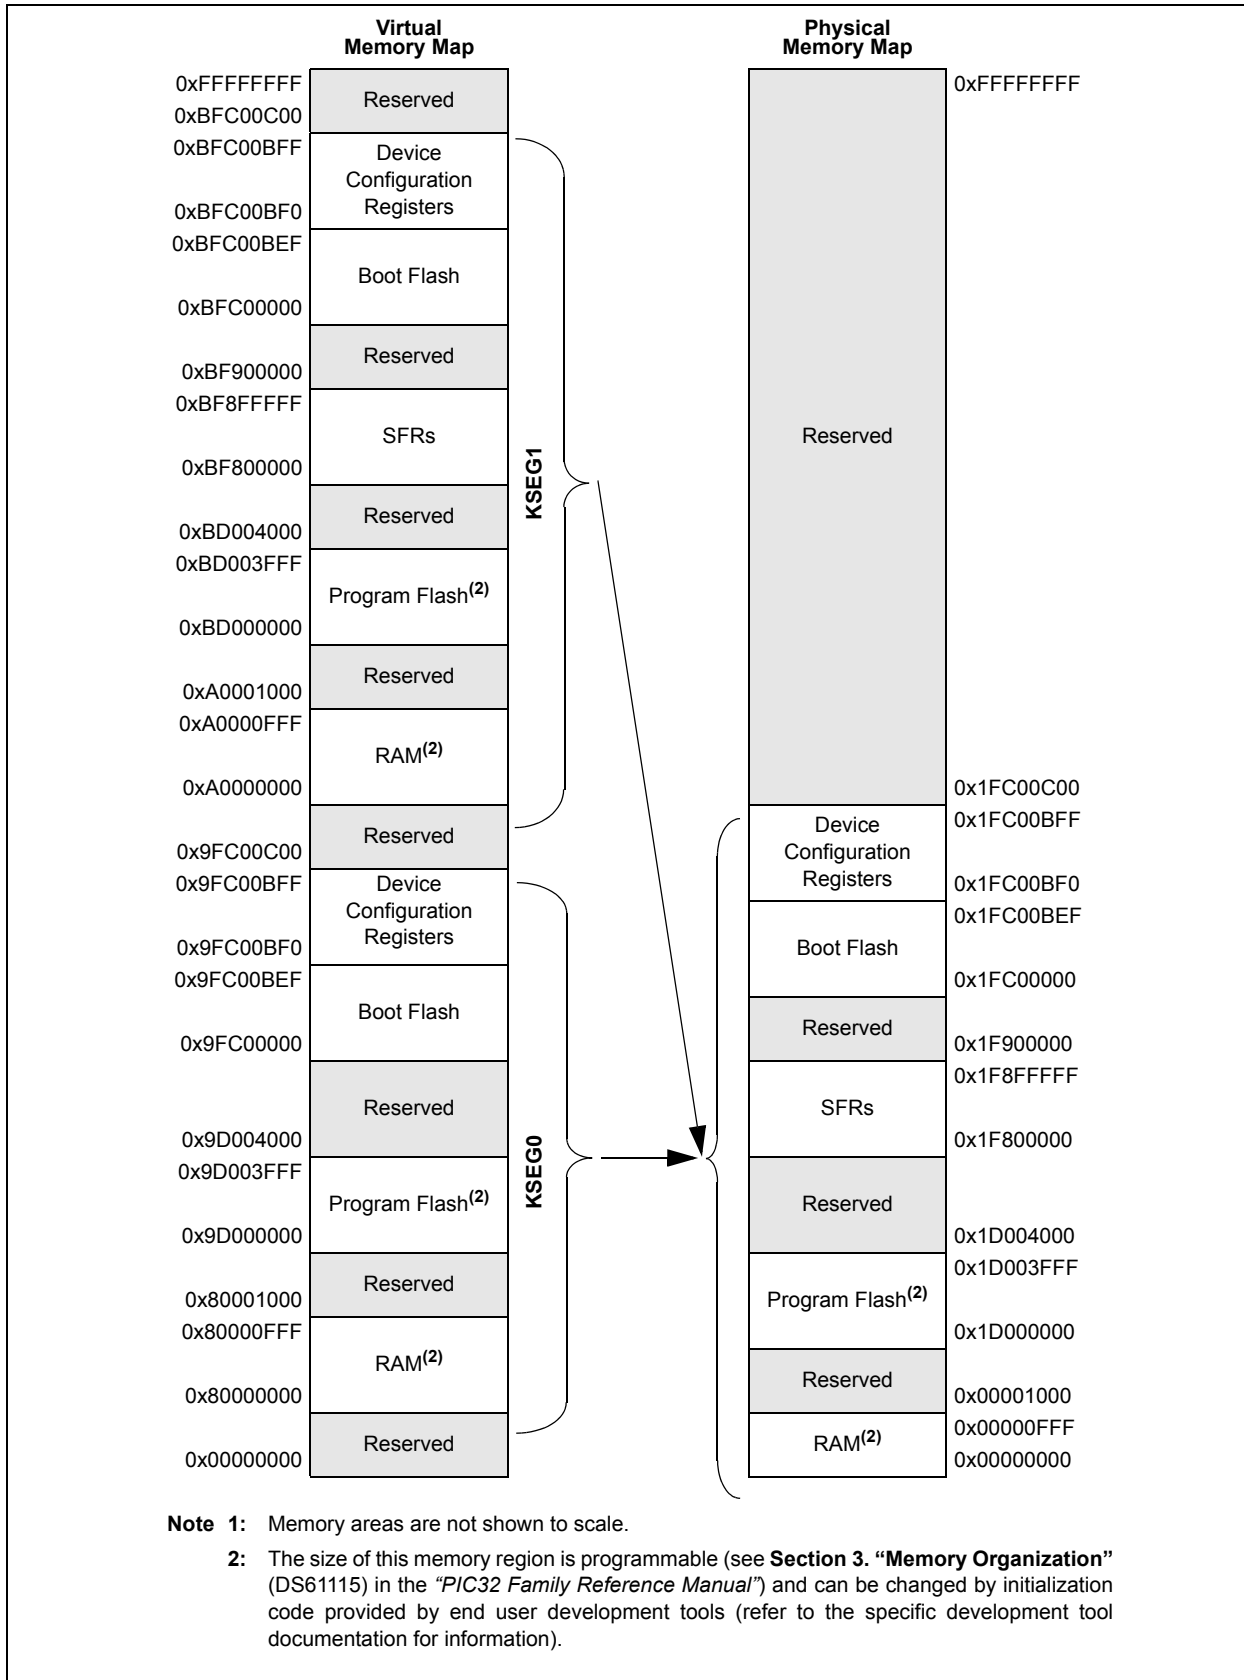 Virtual
Memory Map
0xFFFFFFFF
Reserved
0xBFC00C00
0xBFC00BFF
Device
Configuration
Registers
0xBFC00BF0
0xBFC00BEF
Boot Flash
0xBFC00000
Reserved
0xBF900000
0xBF8FFFFF
SFRs
0xBF800000
Reserved
0xBD004000
0xBD003FFF
Program Flash(2)
0xBD000000
Reserved
0xA0001000
0xA0000FFF
RAM(2)
0xA0000000
Reserved
0x9FC00C00
0x9FC00BFF
Device
Configuration
Registers
0x9FC00BF0
0x9FC00BEF
Boot Flash
0x9FC00000
Reserved
0x9D004000
0x9D003FFF
Program Flash(2)
0x9D000000
Reserved
0x80001000
0x80000FFF
RAM(2)
0x80000000
Reserved
0x00000000
KSEG1
KSEG0
Physical
Memory Map
0xFFFFFFFF
Reserved
0x1FC00C00
0x1FC00BFF
Device
Configuration
Registers
0x1FC00BF0
0x1FC00BEF
Boot Flash
0x1FC00000
Reserved
0x1F900000
0x1F8FFFFF
SFRs
0x1F800000
Reserved
0x1D004000
0x1D003FFF
Program Flash(2)
0x1D000000
Reserved
0x00001000
0x00000FFF
RAM(2)
0x00000000
Note 1: Memory areas are not shown to scale.
2: The size of this memory region is programmable (see Section 3. “Memory Organization”
(DS61115) in the “PIC32 Family Reference Manual”) and can be changed by initialization
code provided by end user development tools (refer to the specific development tool
documentation for information).